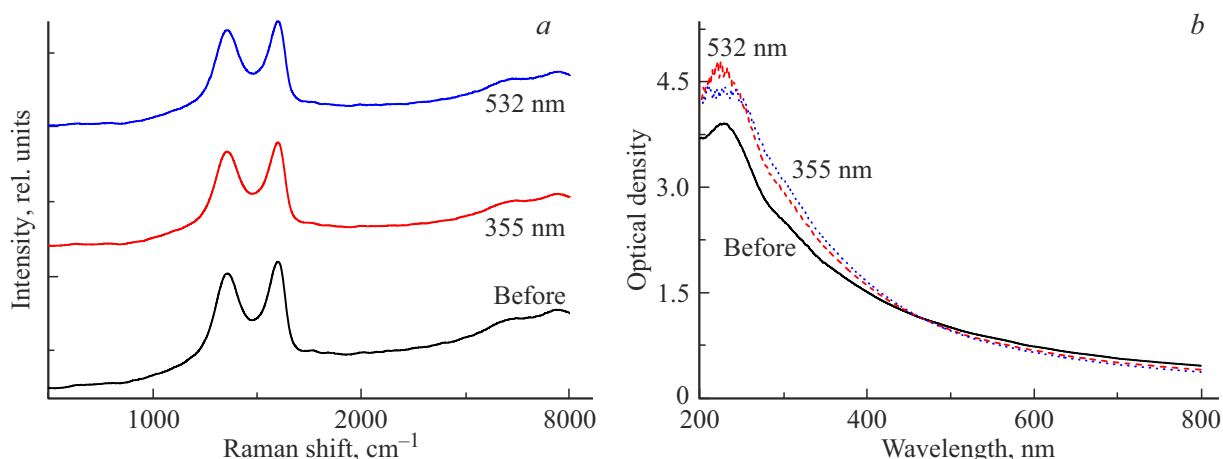 a
532 nm
355 nm
Before
Intensity, rel. units
1000
2000
8000
Raman shift, cm⁻¹
b
532 nm
355 nm
Before
Optical density
4.5
3.0
1.5
0
200
400
600
800
Wavelength, nm